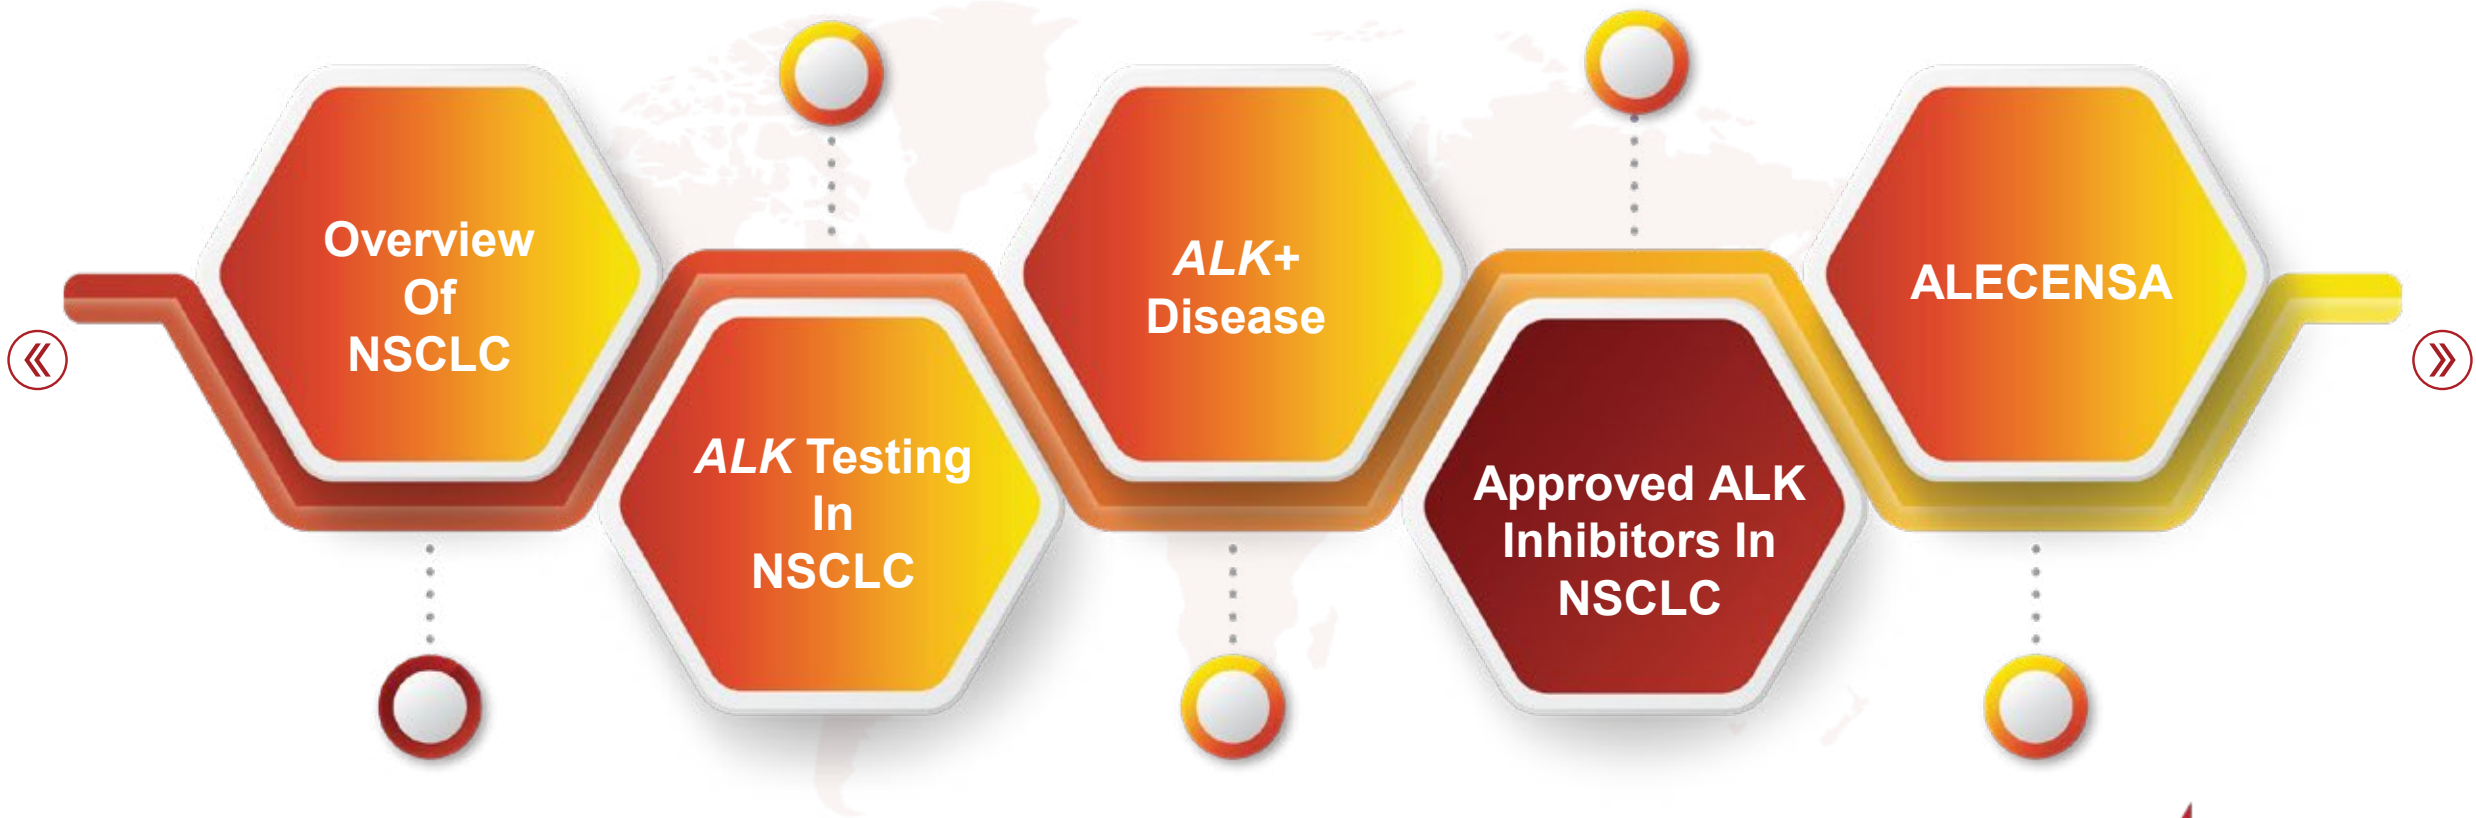 Overview
Of
NSCLC
ALK Testing
In
NSCLC
ALK+
Disease
Approved ALK
Inhibitors In
NSCLC
ALECENSA